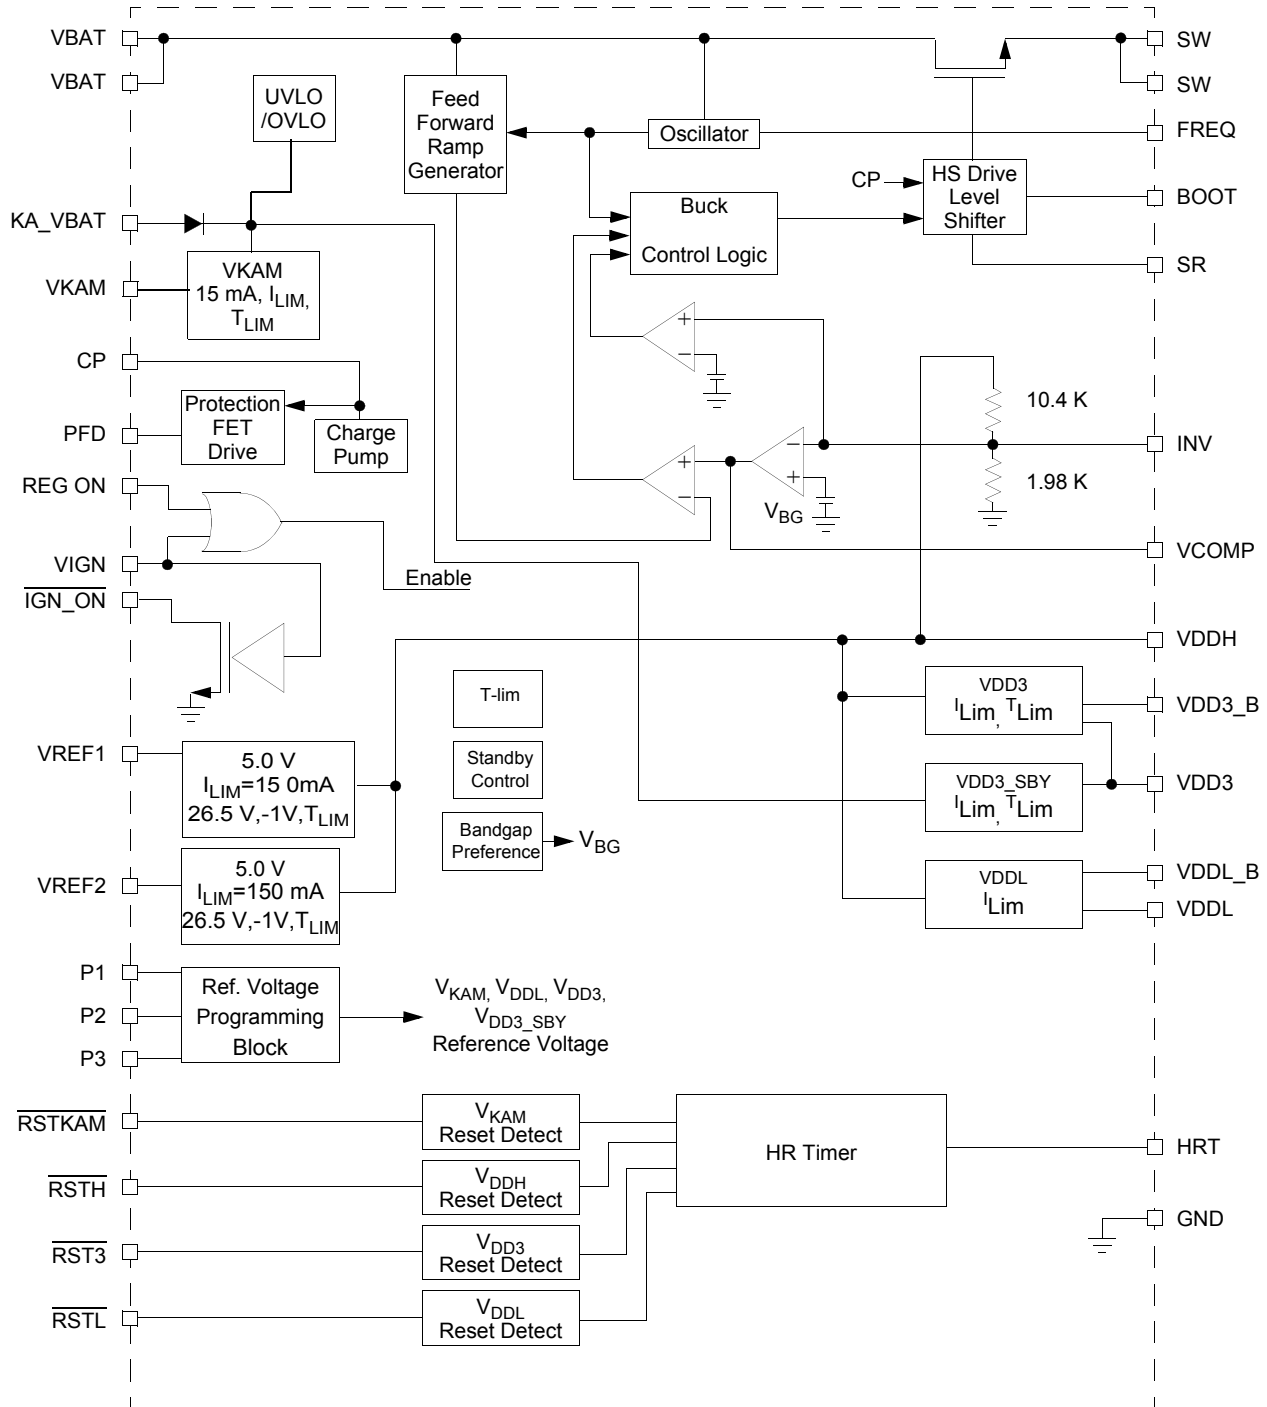 VBAT
VBAT
UVLO
/OVLO
Feed
Forward
Ramp
Generator
Oscillator
SW
SW
FREQ
CP
HS Drive
Level
Shifter
BOOT
SR
Buck
Control Logic
KA_VBAT
VKAM
VKAM
15 mA, ILIM,
TLIM
CP
PFD
Protection
FET
Drive
Charge
Pump
+
−
+
−
−
+
VBG
10.4 K
1.98 K
INV
VCOMP
REG ON
VIGN
IGN_ON
Enable
VDDH
T-lim
Standby
Control
Bandgap
Preference
VBG
VDD3
ILim, TLim
VDD3_B
VDD3_SBY
ILim, TLim
VDD3
VDDL
ILim
VDDL_B
VDDL
VREF1
5.0 V
ILIM=15 0mA
26.5 V,-1V,TLIM
VREF2
5.0 V
ILIM=150 mA
26.5 V,-1V,TLIM
P1
P2
P3
Ref. Voltage
Programming
Block
VKAM, VDDL, VDD3,
VDD3_SBY
Reference Voltage
RSTKAM
VKAM
Reset Detect
RSTH
VDDH
Reset Detect
RST3
VDD3
Reset Detect
RSTL
VDDL
Reset Detect
HR Timer
HRT
GND